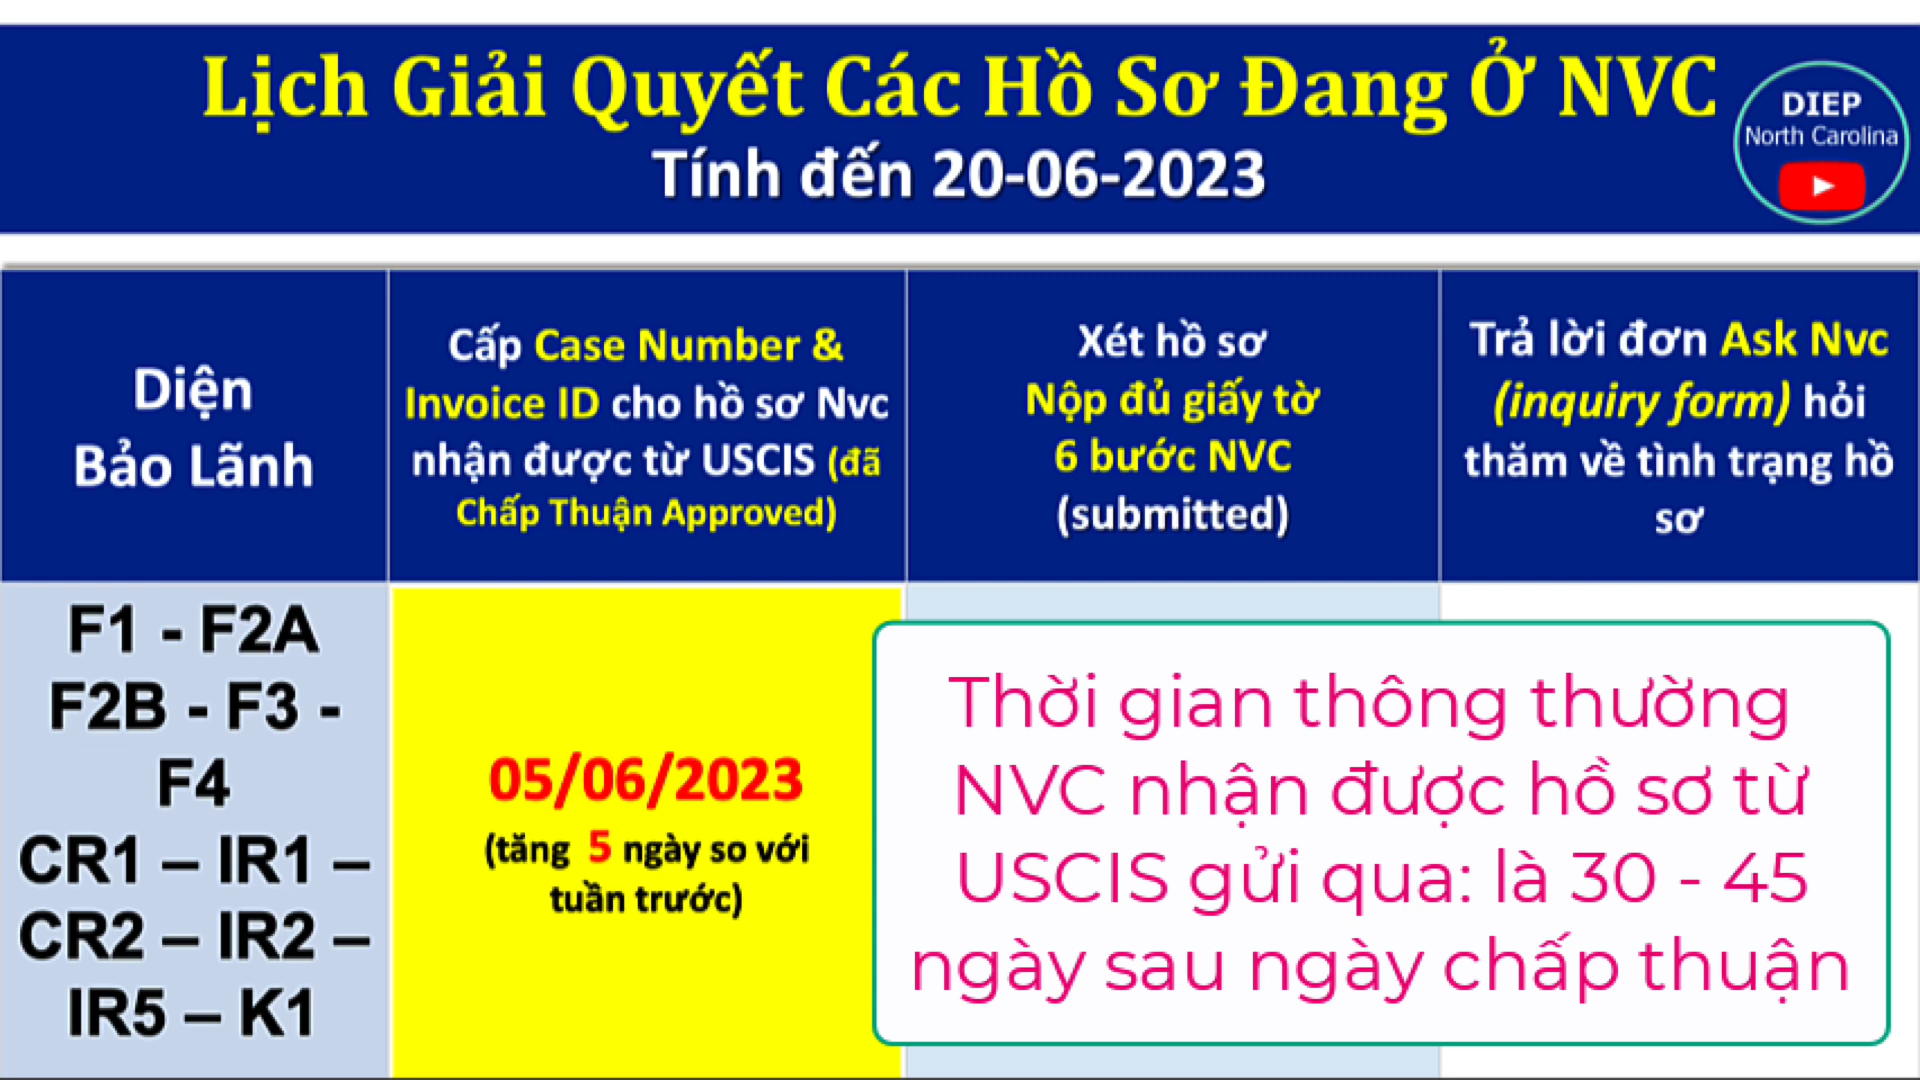 Lịch Giải Quyết Các Hồ Sơ Đang Ở NVC
Tính đến 20-06-2023
DIEP
North Carolina
Diện
Bảo Lãnh
Cấp Case Number &
Invoice ID cho hồ sơ Nvc
nhận được từ USCIS (đã
Chấp Thuận Approved)
Xét hồ sơ
Nộp đủ giấy tờ
6 bước NVC
(submitted)
Trả lời đơn Ask Nvc
(inquiry form) hỏi
thăm về tình trạng hồ
sơ
F1 - F2A
F2B - F3 -
F4
CR1 – IR1 –
CR2 – IR2 –
IR5 – K1
05/06/2023
(tăng 5 ngày so với
tuần trước)
Thời gian thông thường
NVC nhận được hồ sơ từ
USCIS gửi qua: là 30 - 45
ngày sau ngày chấp thuận